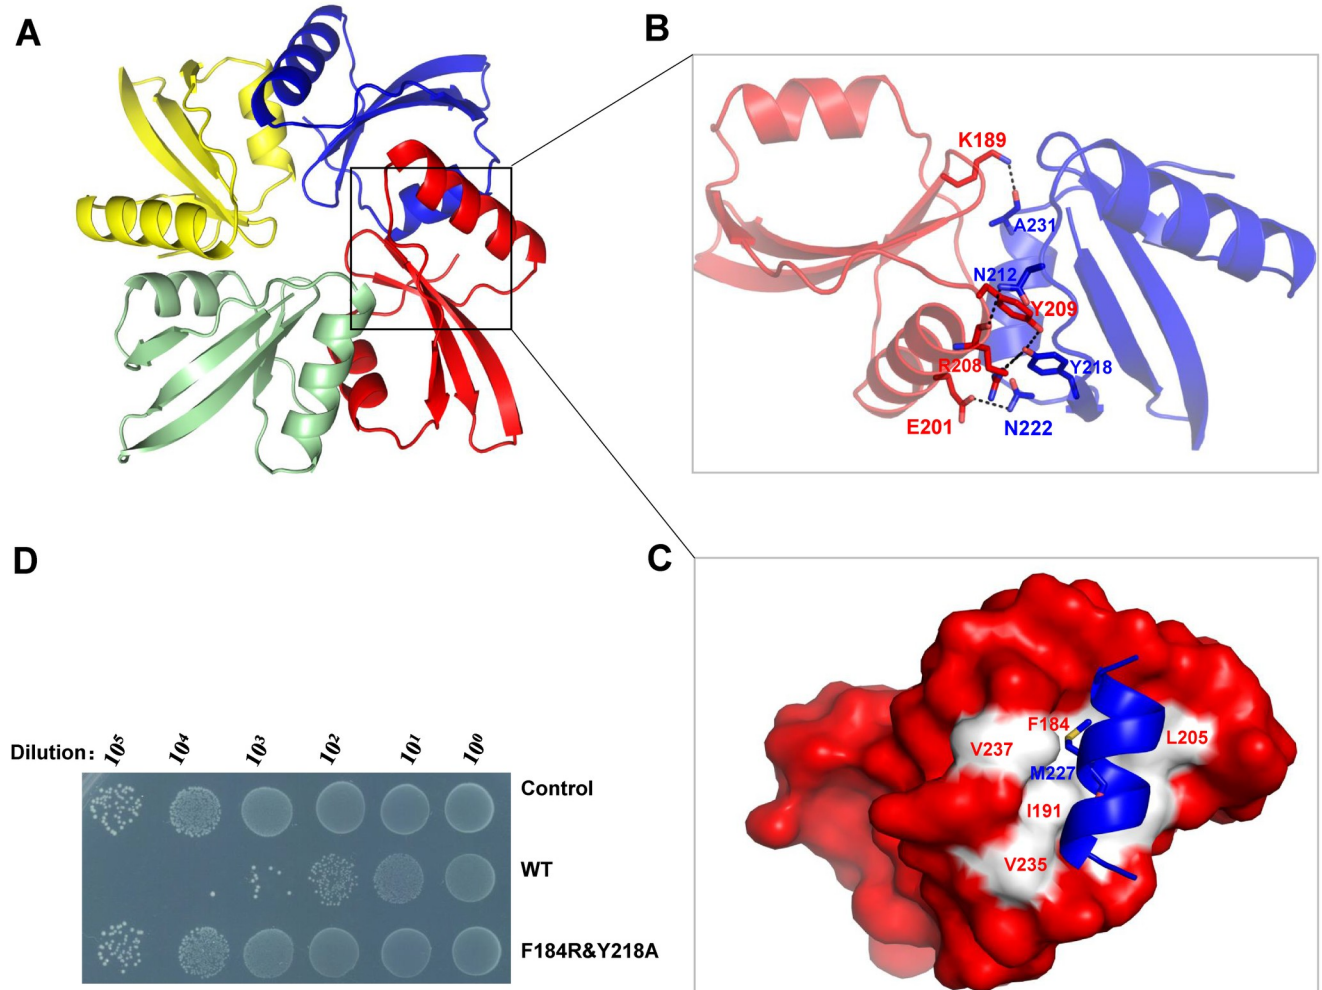 A
B
K189
A231
N212
Y209
R208
Y218
E201
N222
D
C
Dilution: 10⁵ 10⁴ 10³ 10² 10¹ 10⁰
Control
WT
F184R&Y218A
F184
V237
L205
M227
I191
V235